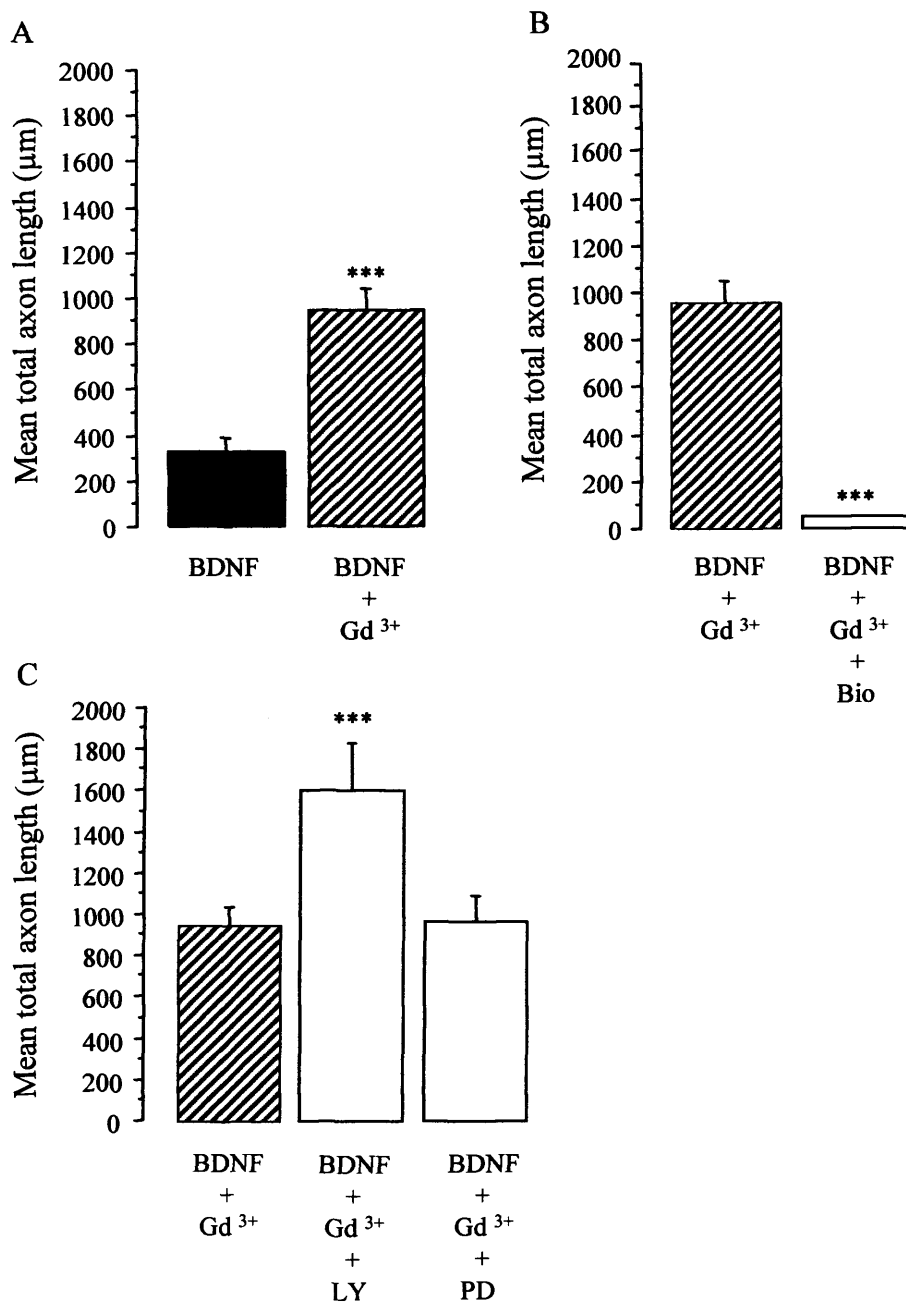 A
Mean total axon length (μm)
2000
1800
1600
1400
1200
1000
800
600
400
200
0
***
BDNF
BDNF
+
Gd 3+
B
Mean total axon length (μm)
2000
1800
1600
1400
1200
1000
800
600
400
200
0
***
BDNF
+
Gd 3+
BDNF
+
Gd 3+
+
Bio
C
Mean total axon length (μm)
2000
1800
1600
1400
1200
1000
800
600
400
200
0
***
BDNF
+
Gd 3+
BDNF
+
Gd 3+
+
LY
BDNF
+
Gd 3+
+
PD